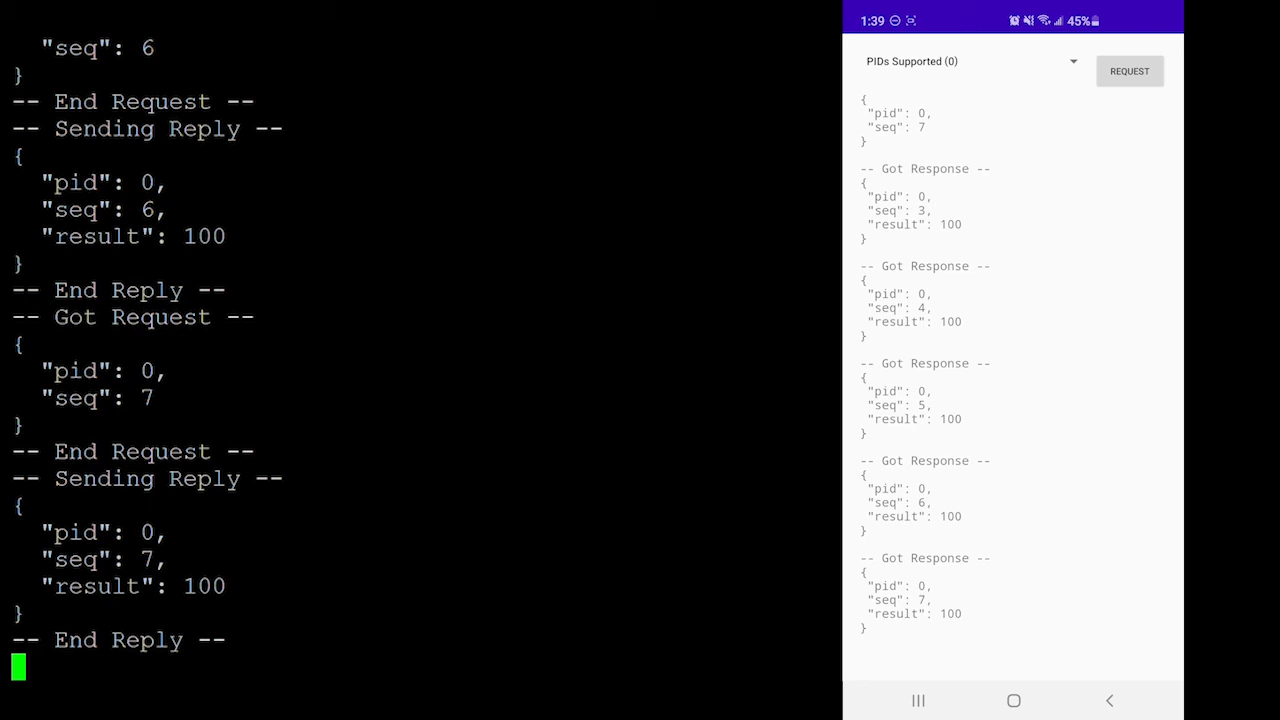 "seq": 6
}
-- End Request --
-- Sending Reply --
{
"pid": 0,
"seq": 6,
"result": 100
}
-- End Reply --
-- Got Request --
{
"pid": 0,
"seq": 7
}
-- End Request --
-- Sending Reply --
{
"pid": 0,
"seq": 7,
"result": 100
}
-- End Reply --
1:39
45%
PIDs Supported (0)
REQUEST
{
"pid": 0,
"seq": 7
}
-- Got Response --
{
"pid": 0,
"seq": 3,
"result": 100
}
-- Got Response --
{
"pid": 0,
"seq": 4,
"result": 100
}
-- Got Response --
{
"pid": 0,
"seq": 5,
"result": 100
}
-- Got Response --
{
"pid": 0,
"seq": 6,
"result": 100
}
-- Got Response --
{
"pid": 0,
"seq": 7,
"result": 100
}